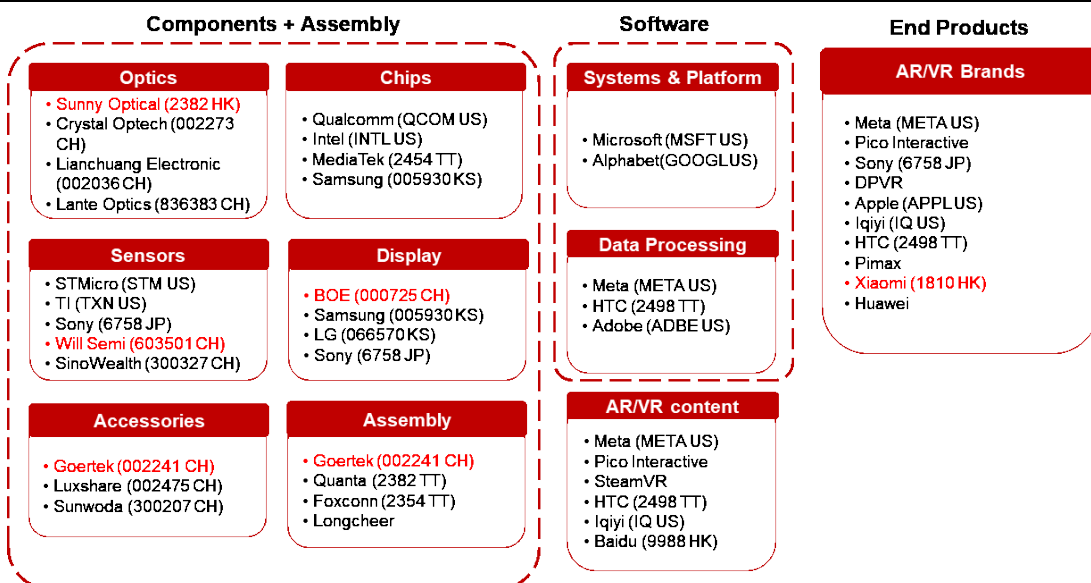 Components + Assembly
Software
End Products
Optics
• Sunny Optical (2382 HK)
• Crystal Optech (002273
CH)
• Lianchuang Electronic
(002036 CH)
• Lante Optics (836383 CH)
Chips
• Qualcomm (QCOM US)
• Intel (INTL US)
• MediaTek (2454 TT)
• Samsung (005930 KS)
Systems & Platform
• Microsoft (MSFT US)
• Alphabet(GOOGL US)
AR/VR Brands
• Meta (META US)
• Pico Interactive
• Sony (6758 JP)
• DPVR
• Apple (APPL US)
• Iqiyi (IQ US)
• HTC (2498 TT)
• Pimax
• Xiaomi (1810 HK)
• Huawei
Sensors
• STMicro (STM US)
• TI (TXN US)
• Sony (6758 JP)
• Will Semi (603501 CH)
• SinoWealth (300327 CH)
Display
• BOE (000725 CH)
• Samsung (005930 KS)
• LG (066570 KS)
• Sony (6758 JP)
Data Processing
• Meta (META US)
• HTC (2498 TT)
• Adobe (ADBE US)
Accessories
• Goertek (002241 CH)
• Luxshare (002475 CH)
• Sunwoda (300207 CH)
Assembly
• Goertek (002241 CH)
• Quanta (2382 TT)
• Foxconn (2354 TT)
• Longcheer
AR/VR content
• Meta (META US)
• Pico Interactive
• SteamVR
• HTC (2498 TT)
• Iqiyi (IQ US)
• Baidu (9988 HK)